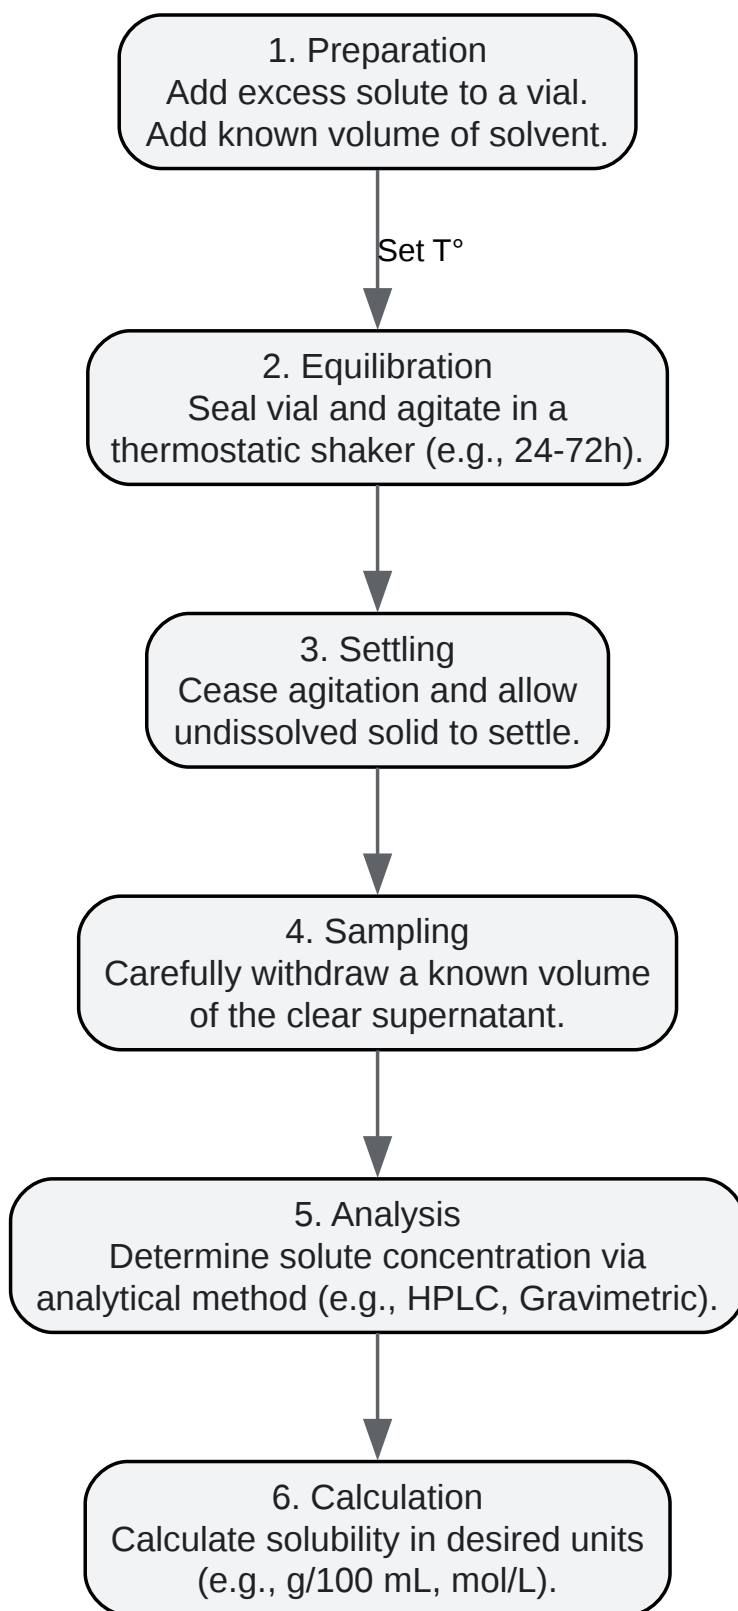 1. Preparation
Add excess solute to a vial.
Add known volume of solvent.
Set T°
2. Equilibration
Seal vial and agitate in a
thermostatic shaker (e.g., 24-72h).
3. Settling
Cease agitation and allow
undissolved solid to settle.
4. Sampling
Carefully withdraw a known volume
of the clear supernatant.
5. Analysis
Determine solute concentration via
analytical method (e.g., HPLC, Gravimetric).
6. Calculation
Calculate solubility in desired units
(e.g., g/100 mL, mol/L).